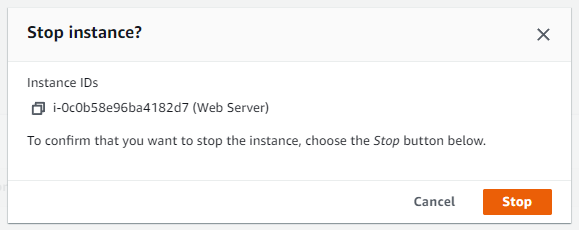 Stop instance?
Instance IDs
i-0c0b58e96ba4182d7 (Web Server)
To confirm that you want to stop the instance, choose the Stop button below.
Cancel Stop